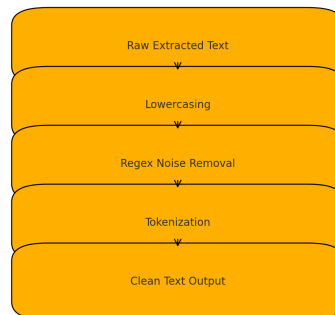 Raw Extracted Text
Lowercasing
Regex Noise Removal
Tokenization
Clean Text Output